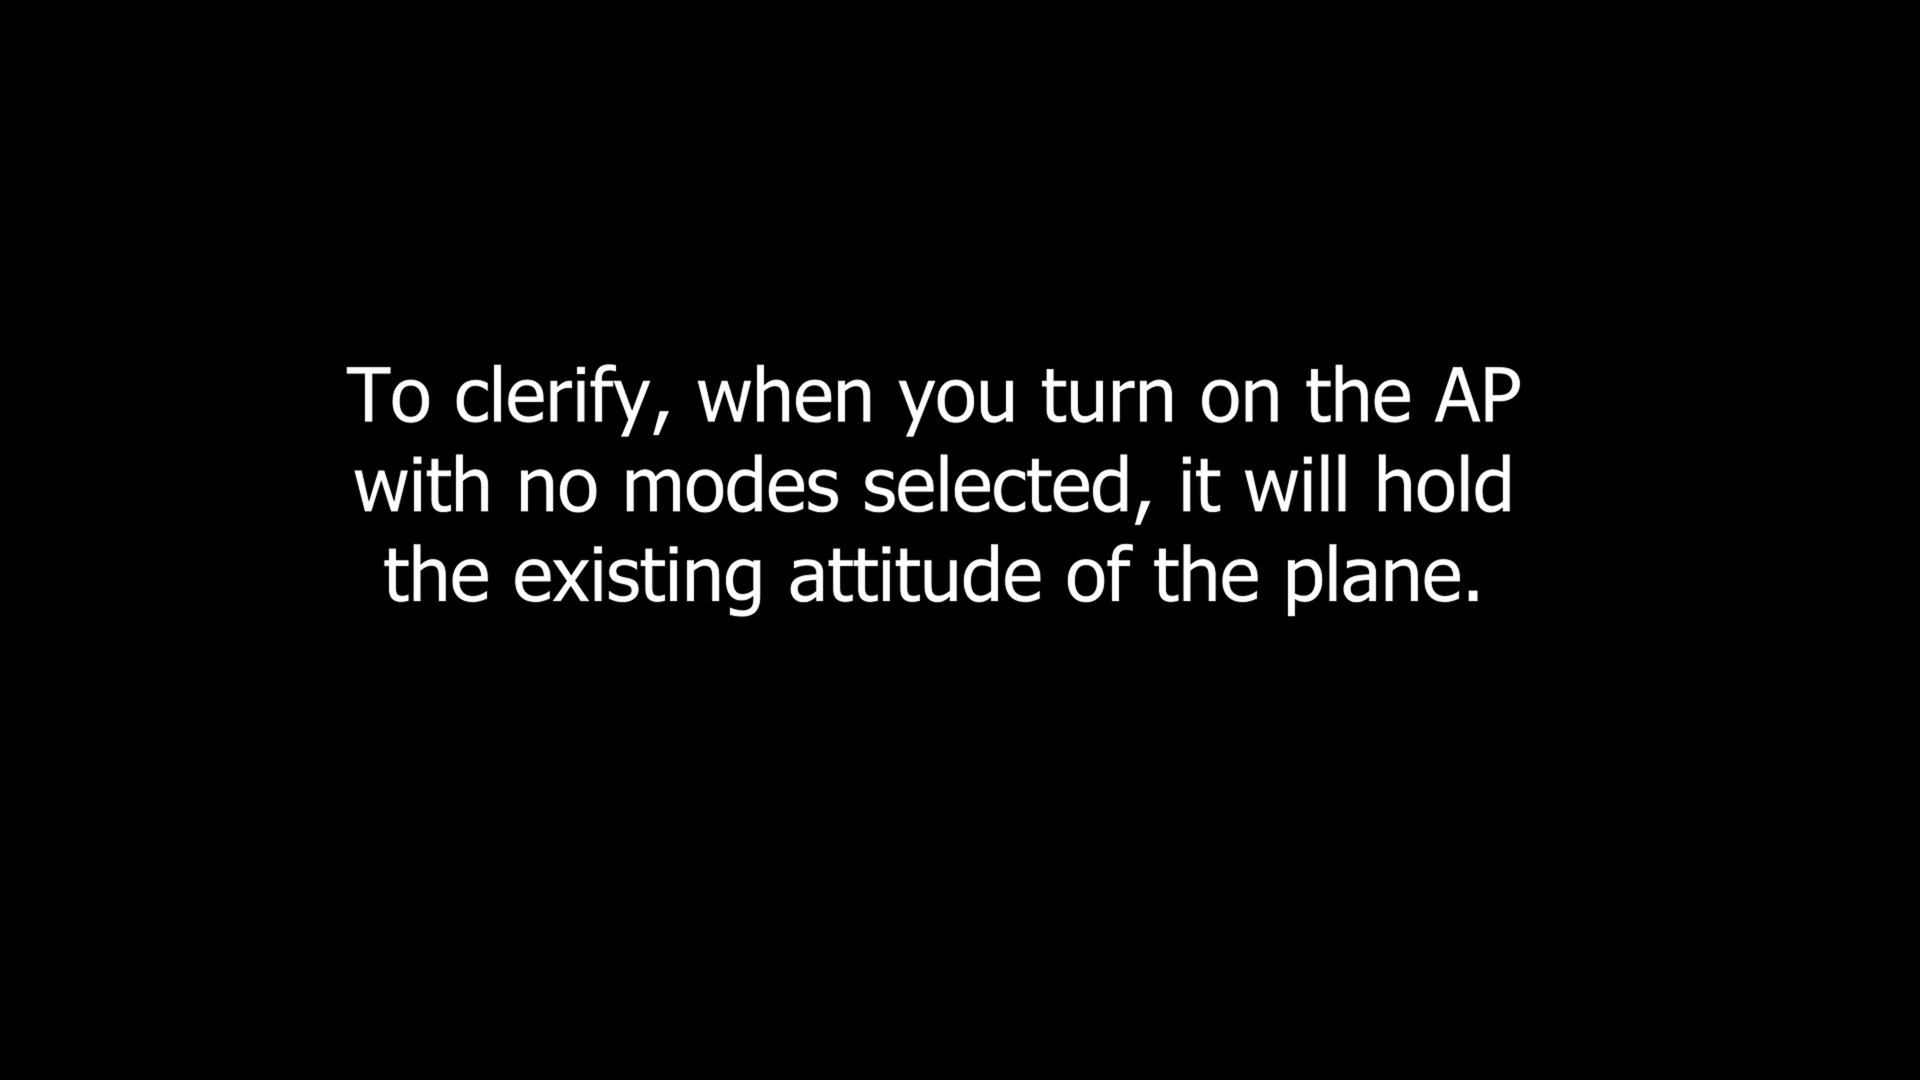 To clerify, when you turn on the AP
with no modes selected, it will hold
the existing attitude of the plane.